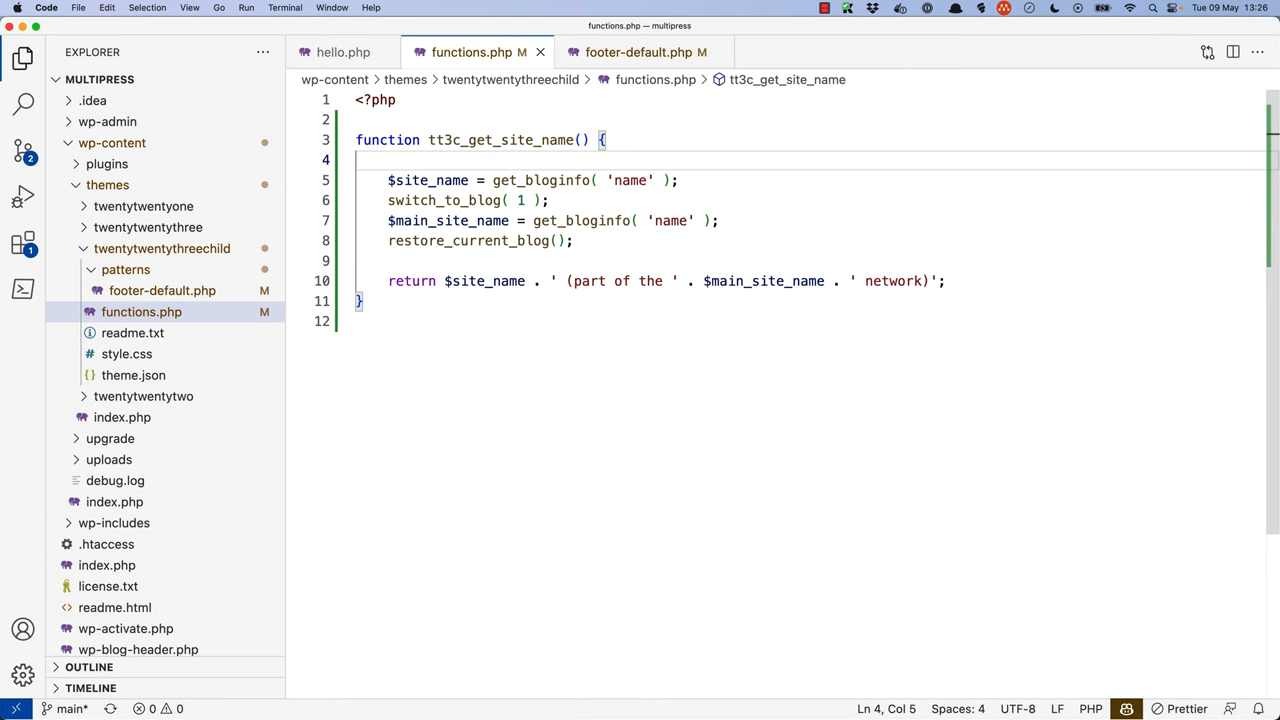 Code File Edit Selection View Go Run Terminal Window Help Tue 09 May 13:26
functions.php — multipress
EXPLORER
hello.php functions.php M footer-default.php M
MULTIPRESS
wp-content > themes > twentytwentythreechild > functions.php > tt3c_get_site_name
.idea
wp-admin
wp-content
plugins
themes
twentytwentyone
twentytwentythree
twentytwentythreechild
patterns
footer-default.php M
functions.php M
readme.txt
style.css
theme.json
twentytwentytwo
index.php
upgrade
uploads
debug.log
index.php
wp-includes
.htaccess
index.php
license.txt
readme.html
wp-activate.php
wp-blog-header.php
OUTLINE
TIMELINE
2
1
1 <?php
2
3 function tt3c_get_site_name() {
4
5 $site_name = get_bloginfo( 'name' );
6 switch_to_blog( 1 );
7 $main_site_name = get_bloginfo( 'name' );
8 restore_current_blog();
9
10 return $site_name . ' (part of the ' . $main_site_name . ' network)';
11 }
12
main* 0 0 Ln 4, Col 5 Spaces: 4 UTF-8 LF PHP Prettier